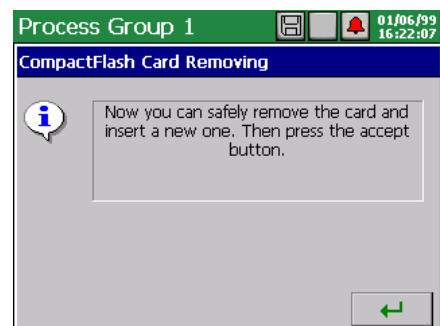 Process Group 1
01/06/99
16:22:07
CompactFlash Card Removing
Now you can safely remove the card and
insert a new one. Then press the accept
button.